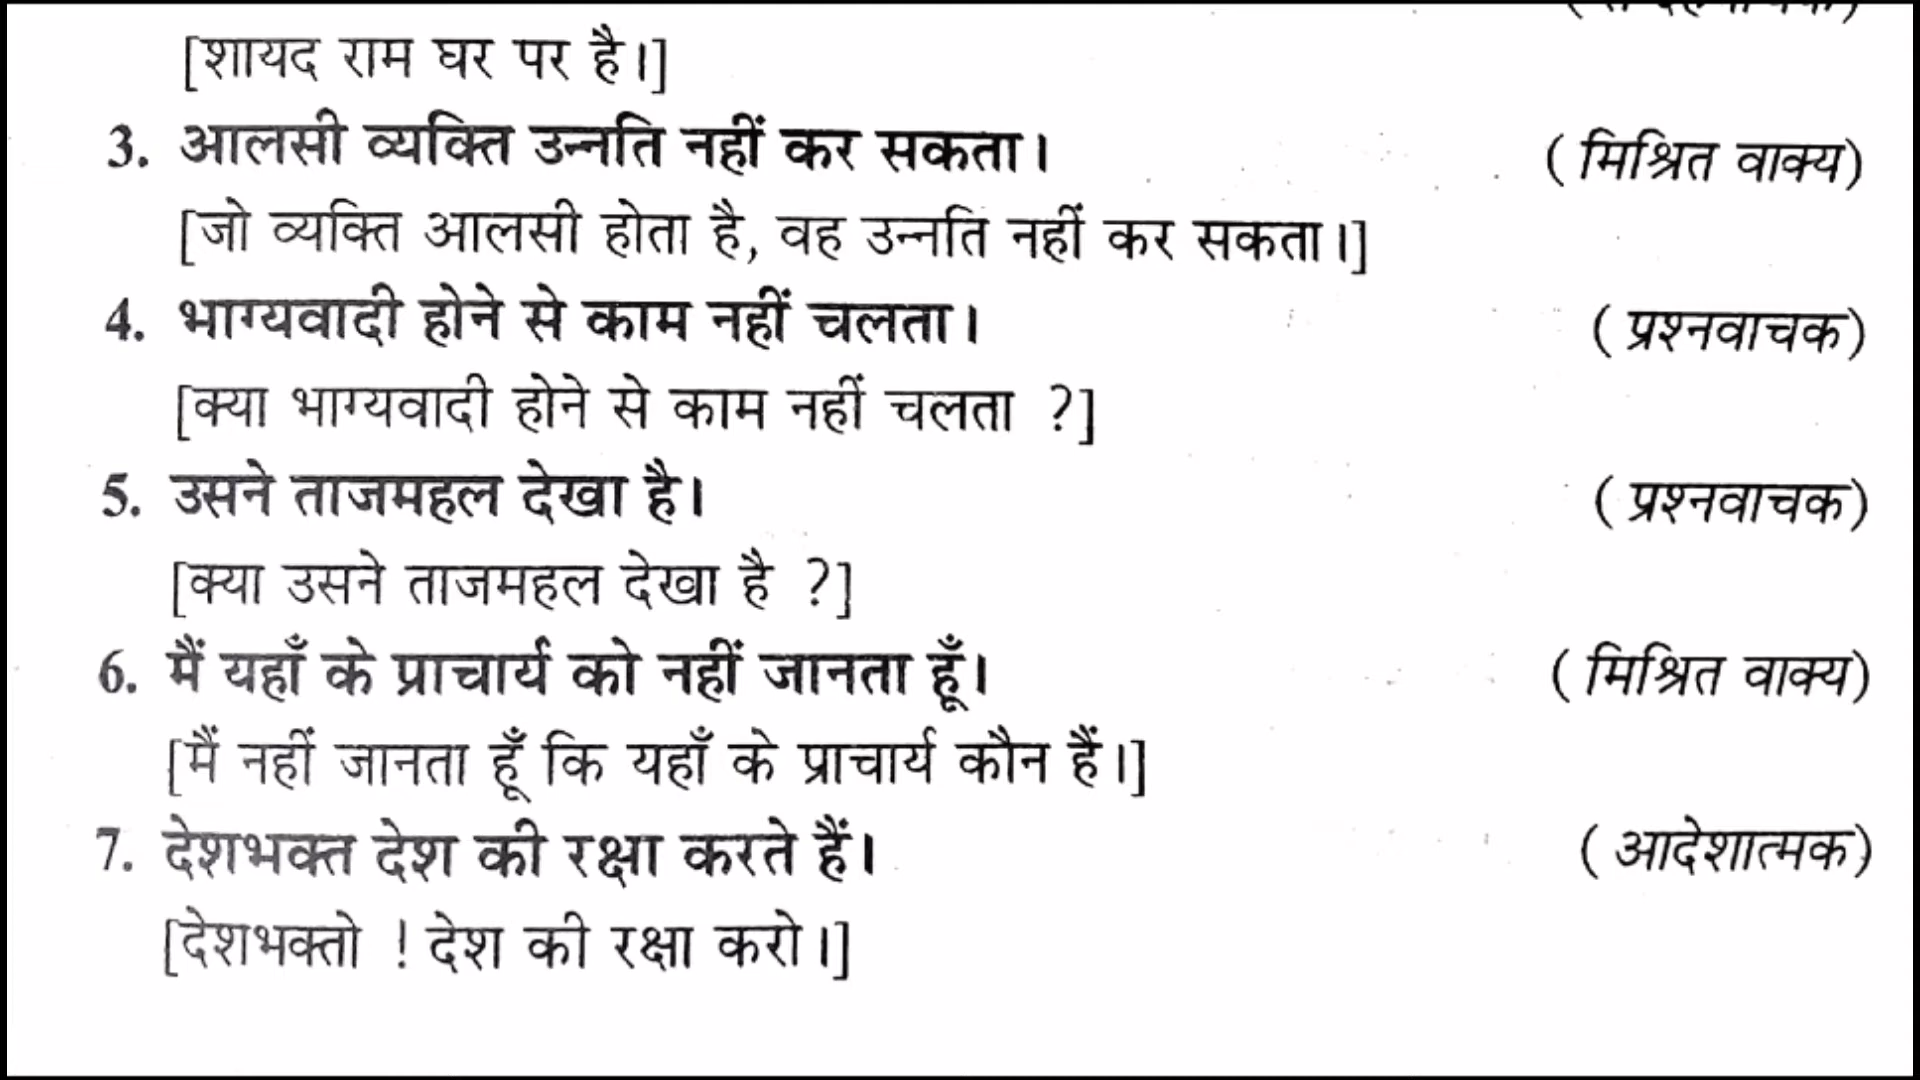 [शायद राम घर पर है।]
3. आलसी व्यक्ति उन्नति नहीं कर सकता। (मिश्रित वाक्य)
[जो व्यक्ति आलसी होता है, वह उन्नति नहीं कर सकता।]
4. भाग्यवादी होने से काम नहीं चलता। (प्रश्नवाचक)
[क्या भाग्यवादी होने से काम नहीं चलता ?]
5. उसने ताजमहल देखा है। (प्रश्नवाचक)
[क्या उसने ताजमहल देखा है ?]
6. मैं यहाँ के प्राचार्य को नहीं जानता हूँ। (मिश्रित वाक्य)
[मैं नहीं जानता हूँ कि यहाँ के प्राचार्य कौन हैं।]
7. देशभक्त देश की रक्षा करते हैं। (आदेशात्मक)
[देशभक्तो ! देश की रक्षा करो।]